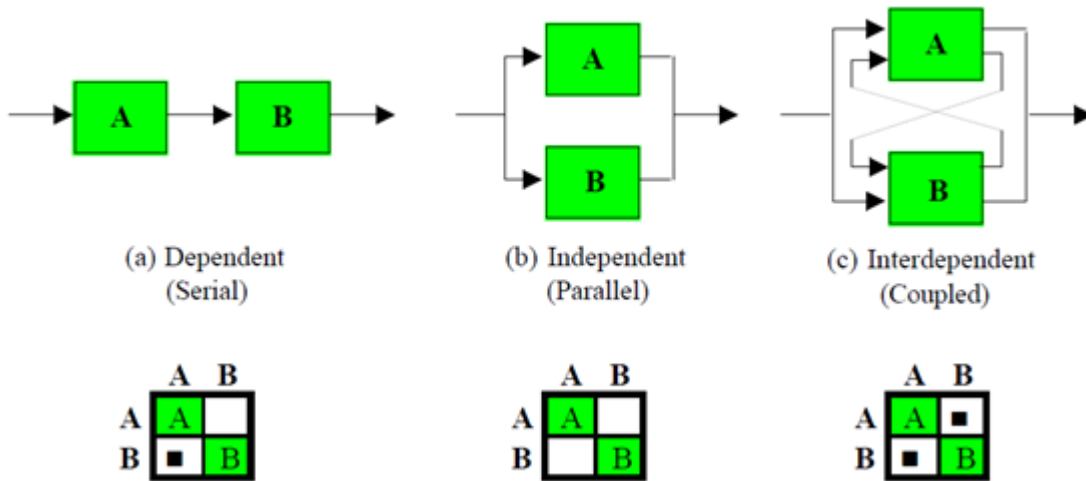 A B
A
B
A
B
(a) Dependent
(Serial)
(b) Independent
(Parallel)
(c) Interdependent
(Coupled)
A B
A A
B ■ B
A B
A A
B B
A B
A A ■
B ■ B